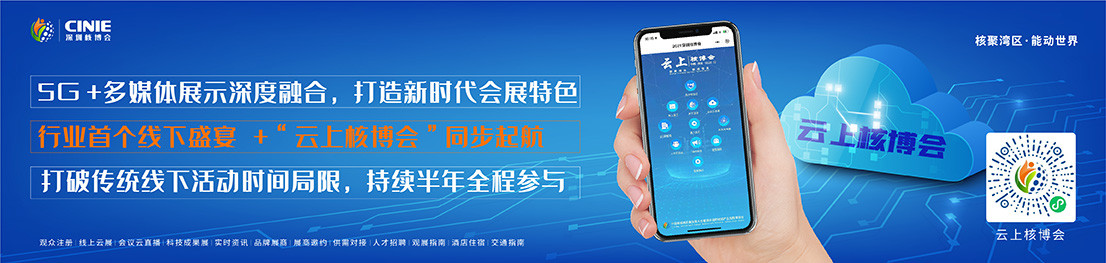 CINIE
深圳核博会
核聚湾区·能动世界
5G+多媒体展示深度融合，打造新时代会展特色
行业首个线下盛宴 +“云上核博会”同步起航
打破传统线下活动时间局限，持续半年全程参与
观众注册|线上云展|会议云直播|科技成果展|实时资讯|品牌展商|展商邀约|供需对接|人才招聘|观展指南|酒店住宿|交通指南
云上核博会
云上核博会
云上核博会